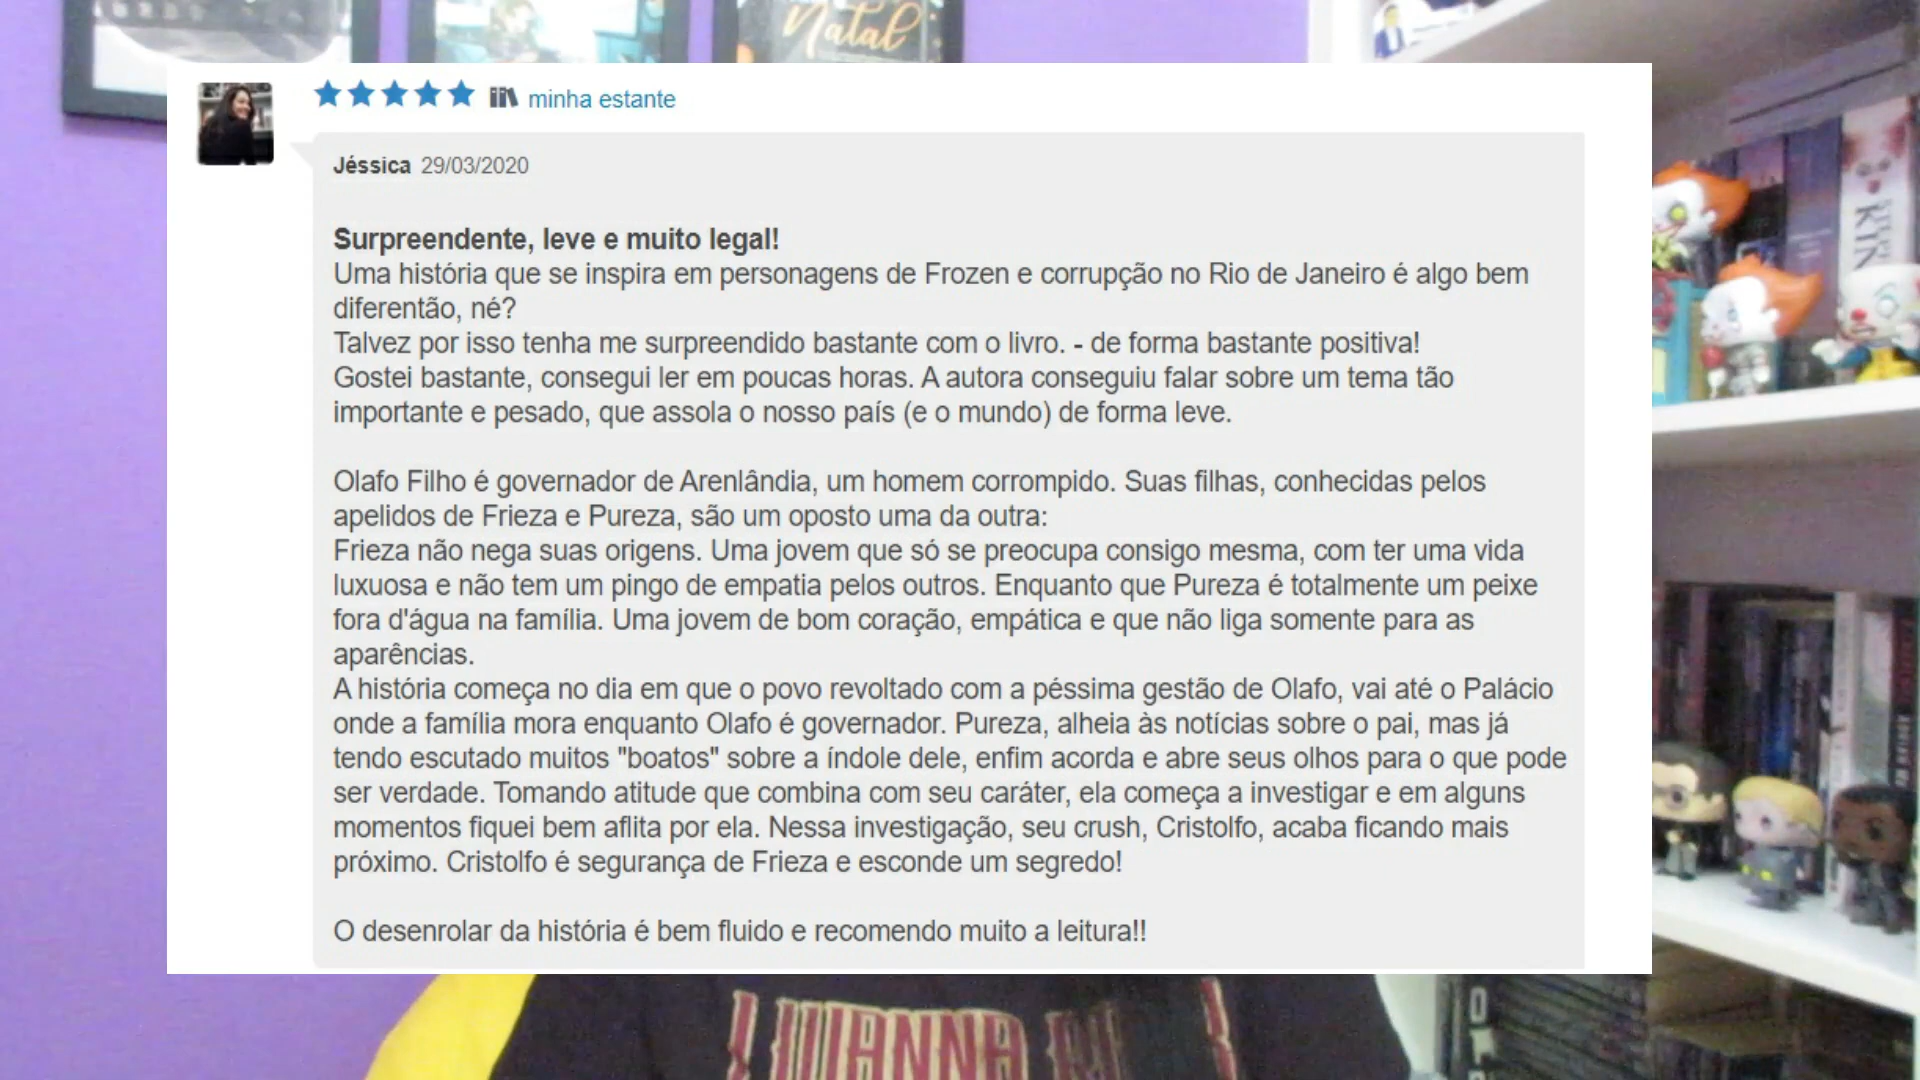 Natal
minha estante
Jéssica 29/03/2020
Surpreendente, leve e muito legal!
Uma história que se inspira em personagens de Frozen e corrupção no Rio de Janeiro é algo bem
diferentão, né?
Talvez por isso tenha me surpreendido bastante com o livro. - de forma bastante positiva!
Gostei bastante, consegui ler em poucas horas. A autora conseguiu falar sobre um tema tão
importante e pesado, que assola o nosso país (e o mundo) de forma leve.
Olafo Filho é governador de Arenlândia, um homem corrompido. Suas filhas, conhecidas pelos
apelidos de Frieza e Pureza, são um oposto uma da outra:
Frieza não nega suas origens. Uma jovem que só se preocupa consigo mesma, com ter uma vida
luxuosa e não tem um pingo de empatia pelos outros. Enquanto que Pureza é totalmente um peixe
fora d'água na família. Uma jovem de bom coração, empática e que não liga somente para as
aparências.
A história começa no dia em que o povo revoltado com a péssima gestão de Olafo, vai até o Palácio
onde a família mora enquanto Olafo é governador. Pureza, alheia às notícias sobre o pai, mas já
tendo escutado muitos "boatos" sobre a índole dele, enfim acorda e abre seus olhos para o que pode
ser verdade. Tomando atitude que combina com seu caráter, ela começa a investigar e em alguns
momentos fiquei bem aflita por ela. Nessa investigação, seu crush, Cristolfo, acaba ficando mais
próximo. Cristolfo é segurança de Frieza e esconde um segredo!
O desenrolar da história é bem fluido e recomendo muito a leitura!!